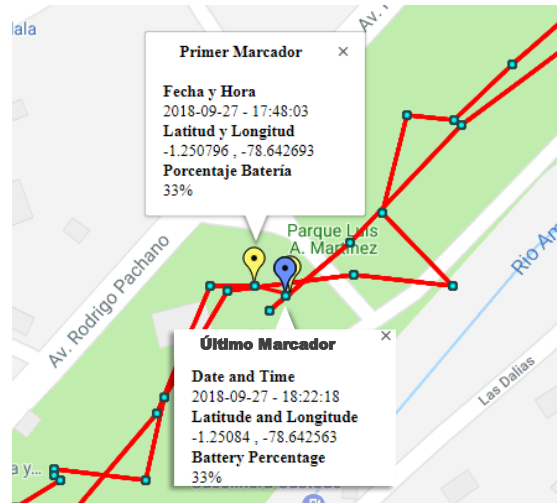 dala
Av. R
Primer Marcador
×
Fecha y Hora
2018-09-27 - 17:48:03
Latitud y Longitud
-1.250796 , -78.642693
Porcentaje Batería
33%
Parque Luis
A. Martínez
Rio Am
Av. Rodrigo Pachano
Último Marcador
×
Date and Time
2018-09-27 - 18:22:18
Latitude and Longitude
-1.25084 , -78.642563
Battery Percentage
33%
Las Dalias
a y...